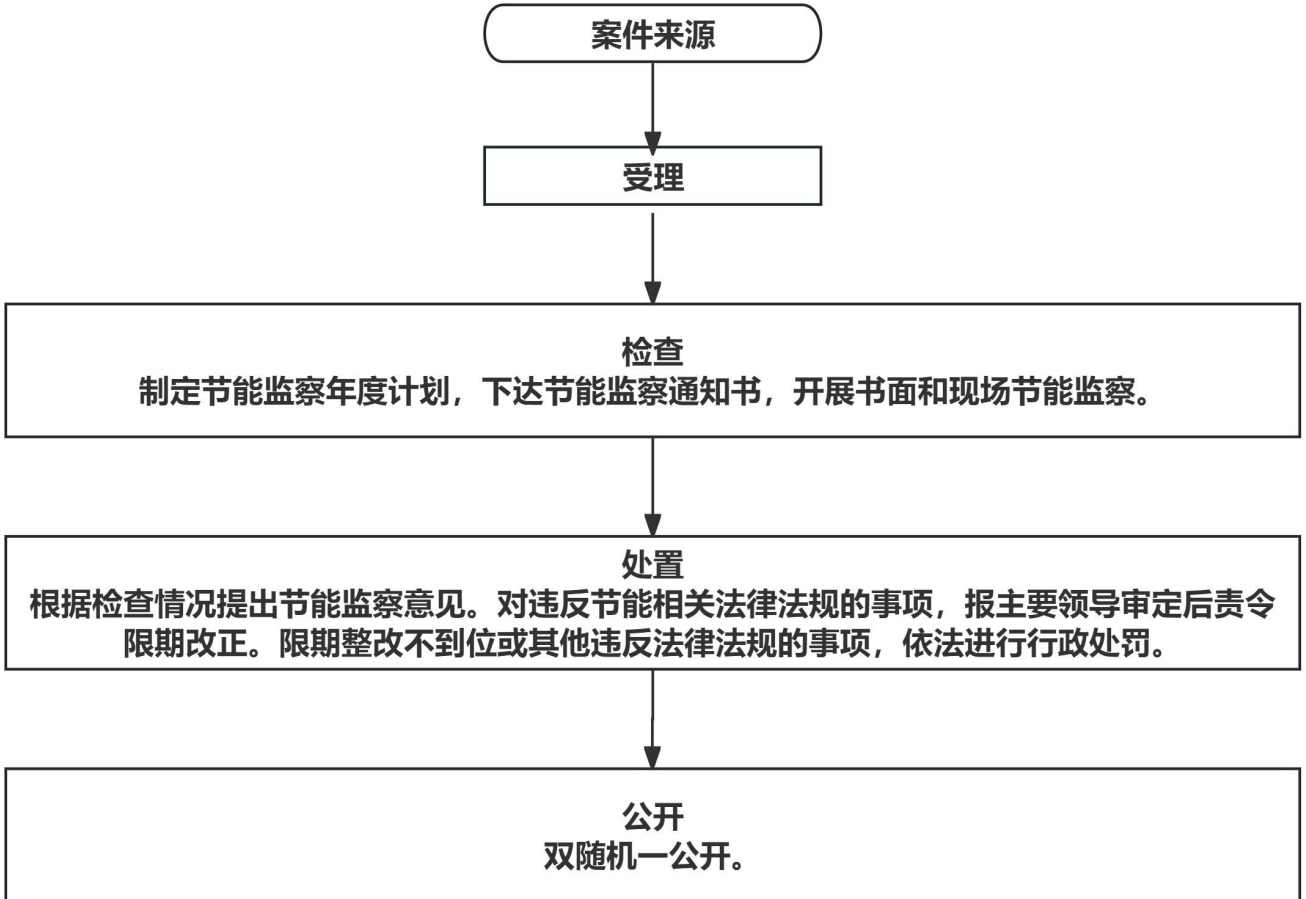 案件来源
受理
检查
制定节能监察年度计划，下达节能监察通知书，开展书面和现场节能监察。
处置
根据检查情况提出节能监察意见。对违反节能相关法律法规的事项，报主要领导审定后责令
限期改正。限期整改不到位或其他违反法律法规的事项，依法进行行政处罚。
公开
双随机一公开。